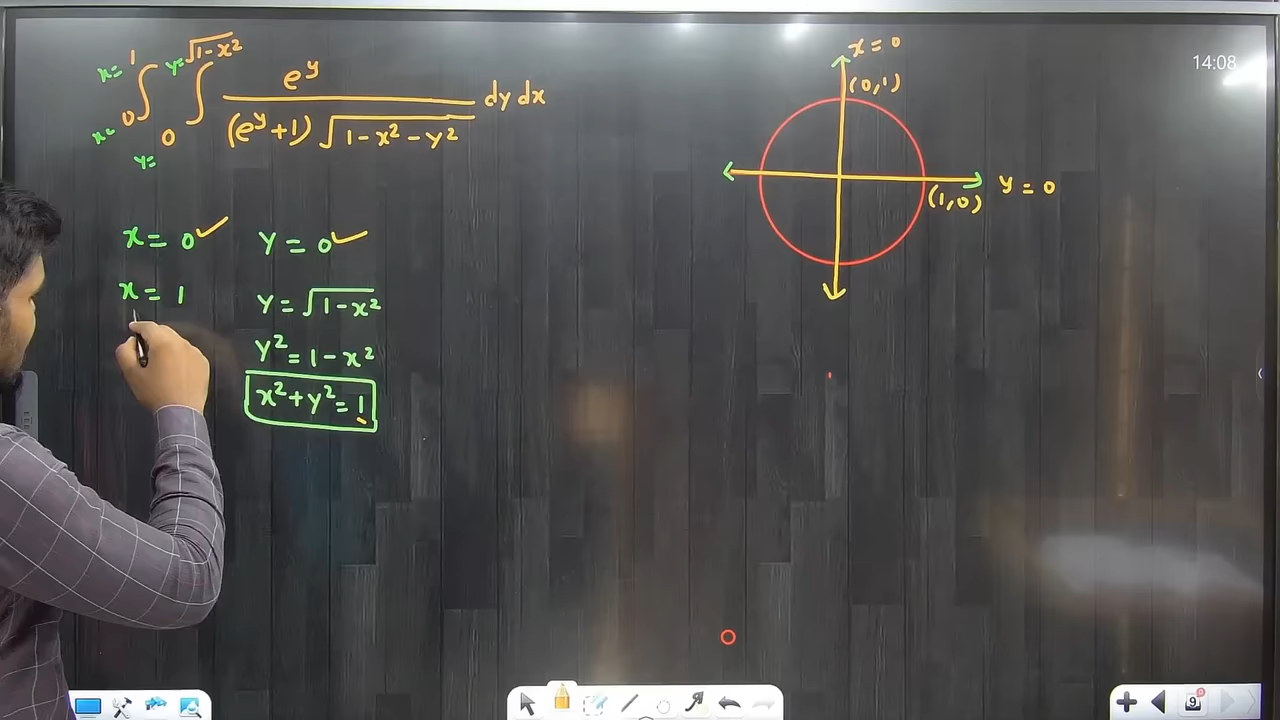 x= 1 y= √1-x²
∫ ∫ e^y / (e^y+1) √1-x²-y² dy dx
x= 0 y= 0
x = 0 ✓ y = 0 ✓
x = 1 y = √1-x²
y² = 1-x²
x²+y² = 1
x = 0
(0,1)
(1,0) y = 0
14:08
9